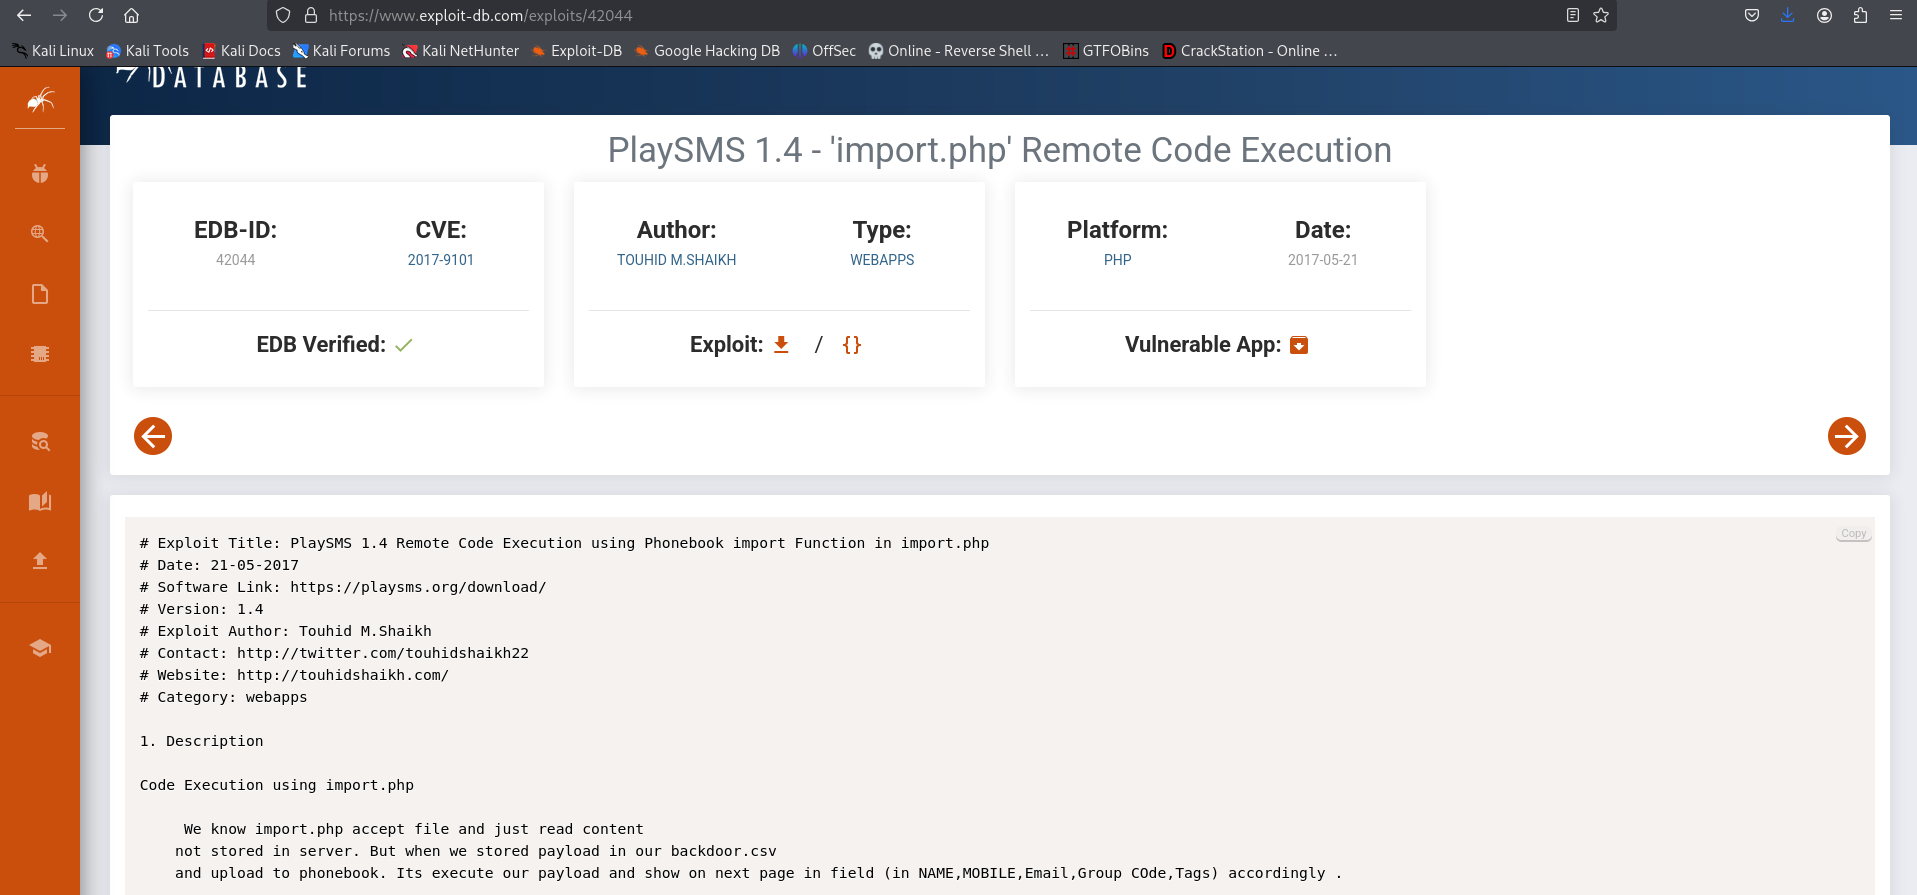 https://www.exploit-db.com/exploits/42044
Kali Linux Kali Tools Kali Docs Kali Forums Kali NetHunter Exploit-DB Google Hacking DB OffSec Online - Reverse Shell … GTFOBins CrackStation - Online …
DATABASE
PlaySMS 1.4 - 'import.php' Remote Code Execution
EDB-ID: CVE: Author: Type: Platform: Date:
42044 2017-9101 TOUHID M.SHAIKH WEBAPPS PHP 2017-05-21
EDB Verified: Exploit: / {} Vulnerable App:
Copy
# Exploit Title: PlaySMS 1.4 Remote Code Execution using Phonebook import Function in import.php
# Date: 21-05-2017
# Software Link: https://playsms.org/download/
# Version: 1.4
# Exploit Author: Touhid M.Shaikh
# Contact: http://twitter.com/touhidshaikh22
# Website: http://touhidshaikh.com/
# Category: webapps
1. Description
Code Execution using import.php
We know import.php accept file and just read content
not stored in server. But when we stored payload in our backdoor.csv
and upload to phonebook. Its execute our payload and show on next page in field (in NAME,MOBILE,Email,Group COde,Tags) accordingly .